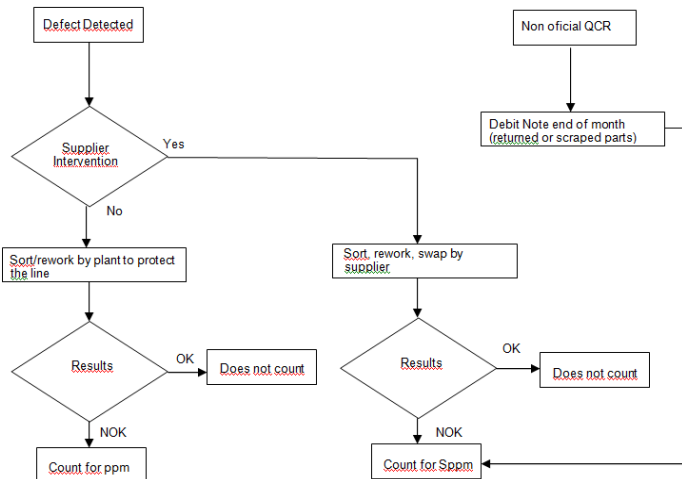 Defect Detected
Non oficial QCR
Debit Note end of month
(returned or scraped parts)
Supplier
Intervention
Yes
No
Sort/rework by plant to protect
the line
Sort, rework, swap by
supplier
Results
OK
Does not count
Results
OK
Does not count
NOK
NOK
Count for ppm
Count for Sppm